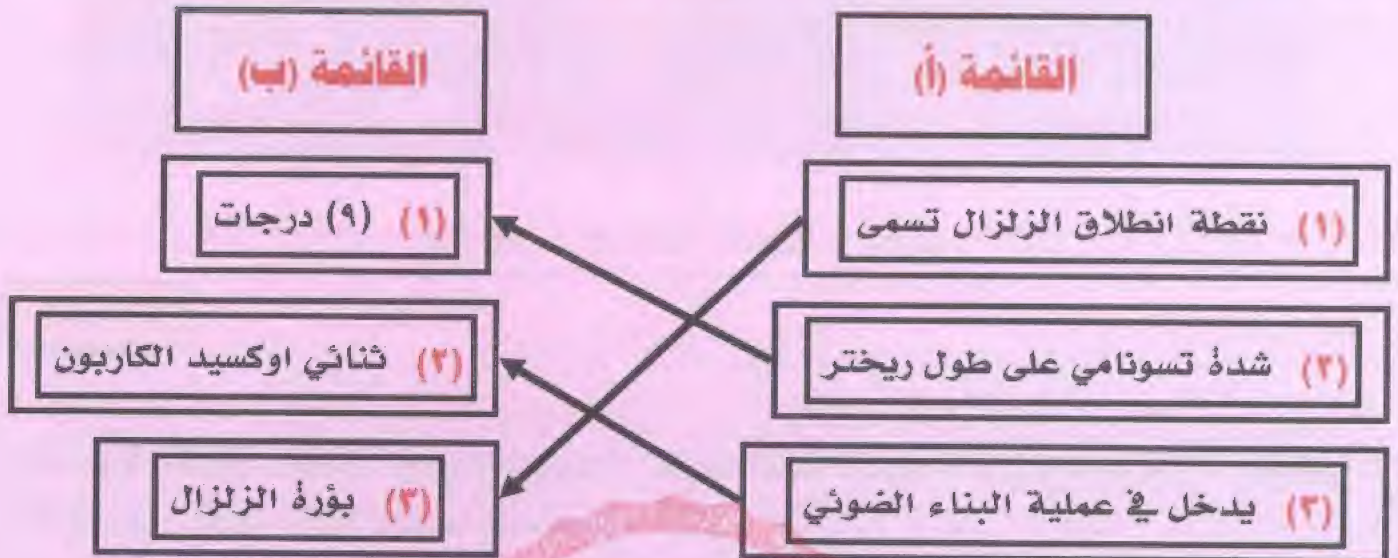 القائمة (أ)
القائمة (ب)
(١) نقطة انطلاق الزلزال تسمى
(١) (٩) درجات
(٢) شدة تسونامي على طول ريختر
(٢) ثنائي اوكسيد الكاربون
(٣) يدخل في عملية البناء الضوئي
(٣) بؤرة الزلزال